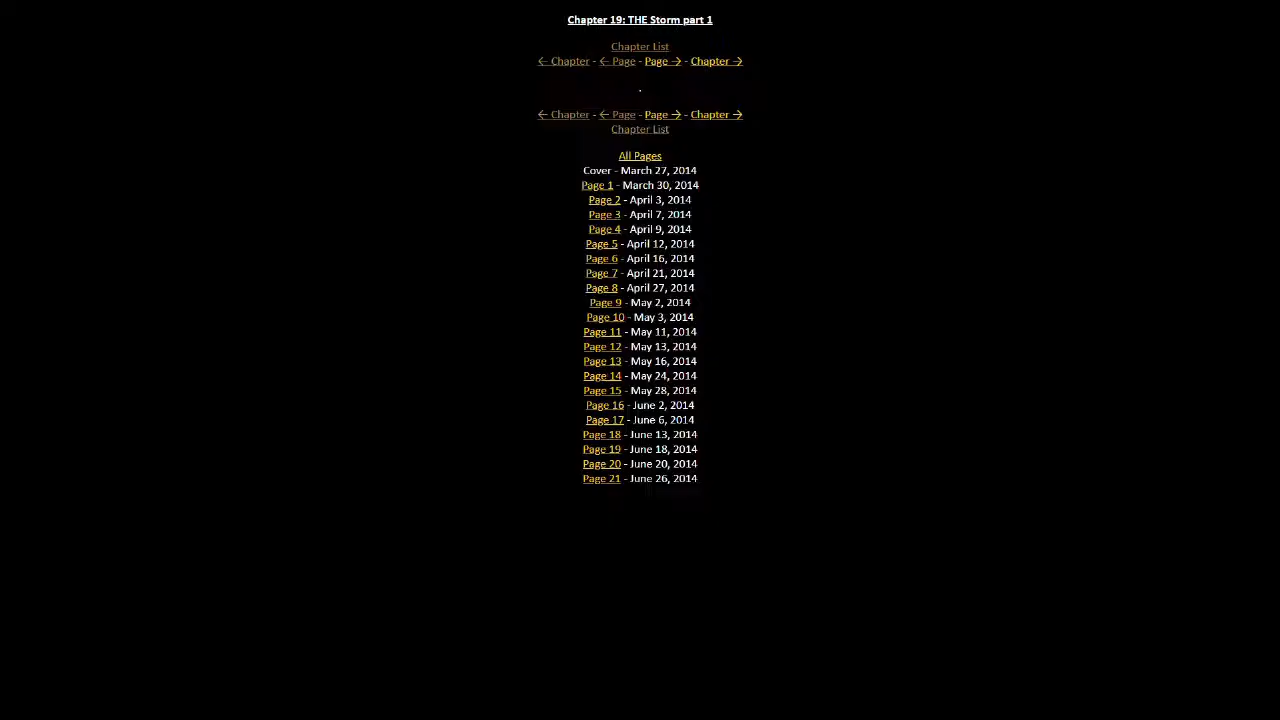 Chapter 19: THE Storm part 1
Chapter List
← Chapter - ← Page - Page → - Chapter →
.
← Chapter - ← Page - Page → - Chapter →
Chapter List
All Pages
Cover - March 27, 2014
Page 1 - March 30, 2014
Page 2 - April 3, 2014
Page 3 - April 7, 2014
Page 4 - April 9, 2014
Page 5 - April 12, 2014
Page 6 - April 16, 2014
Page 7 - April 21, 2014
Page 8 - April 27, 2014
Page 9 - May 2, 2014
Page 10 - May 3, 2014
Page 11 - May 11, 2014
Page 12 - May 13, 2014
Page 13 - May 16, 2014
Page 14 - May 24, 2014
Page 15 - May 28, 2014
Page 16 - June 2, 2014
Page 17 - June 6, 2014
Page 18 - June 13, 2014
Page 19 - June 18, 2014
Page 20 - June 20, 2014
Page 21 - June 26, 2014